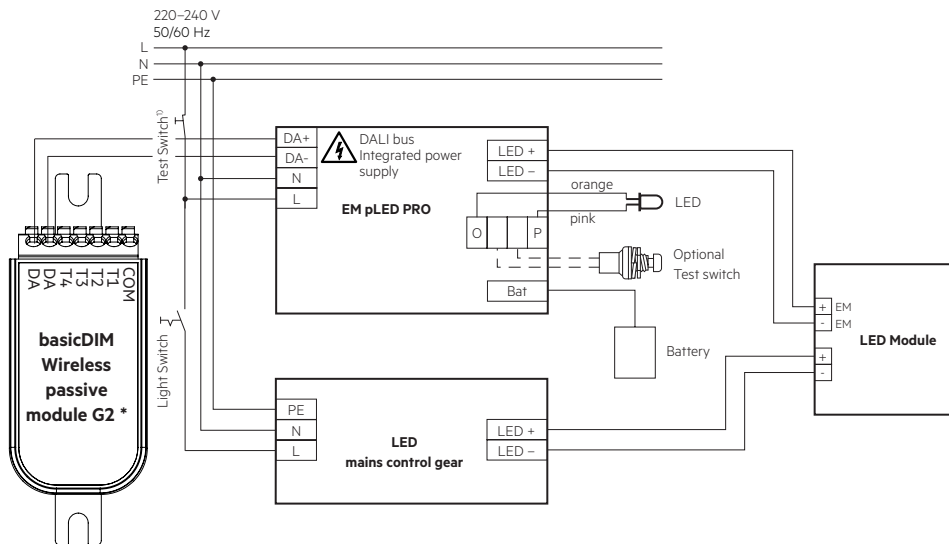 220–240 V
50/60 Hz
L
N
PE
Test Switch¹⁾
DA+
DA-
N
L
DALI bus
Integrated power
supply
EM pLED PRO
LED +
LED –
orange
pink
LED
O
P
Optional
Test switch
Bat
Battery
DA
DA
T4
T3
T2
T1
COM
basicDIM
Wireless
passive
module G2 *
Light Switch
PE
N
L
LED
mains control gear
LED +
LED –
+ EM
- EM
+
-
LED Module